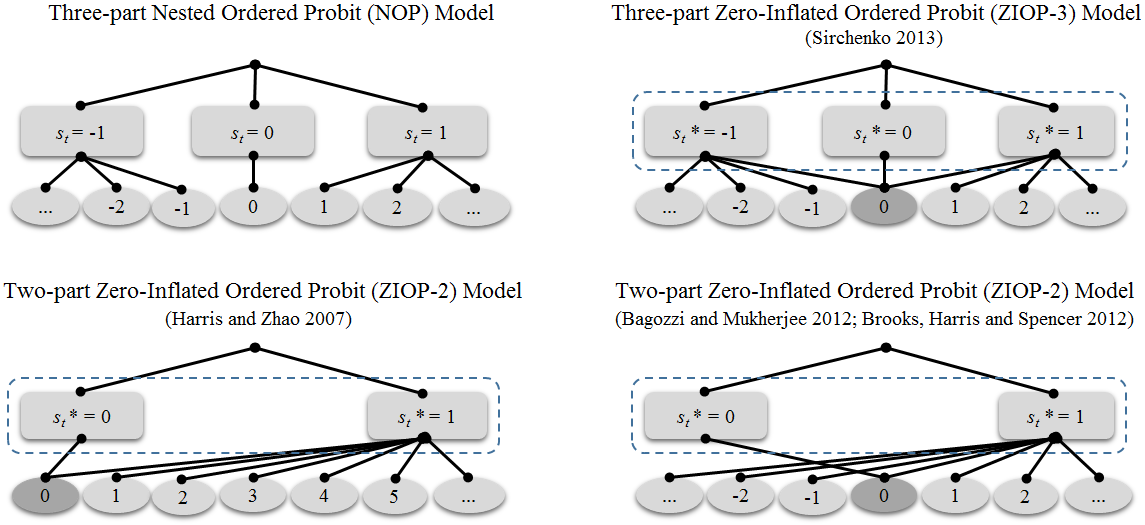 Three-part Nested Ordered Probit (NOP) Model
s_t = -1
s_t = 0
s_t = 1
...
-2
-1
0
1
2
...
Three-part Zero-Inflated Ordered Probit (ZIOP-3) Model
(Sirchenko 2013)
s_t * = -1
s_t * = 0
s_t * = 1
...
-2
-1
0
1
2
...
Two-part Zero-Inflated Ordered Probit (ZIOP-2) Model
(Harris and Zhao 2007)
s_t * = 0
s_t * = 1
0
1
2
3
4
5
...
Two-part Zero-Inflated Ordered Probit (ZIOP-2) Model
(Bagozzi and Mukherjee 2012; Brooks, Harris and Spencer 2012)
s_t * = 0
s_t * = 1
...
-2
-1
0
1
2
...